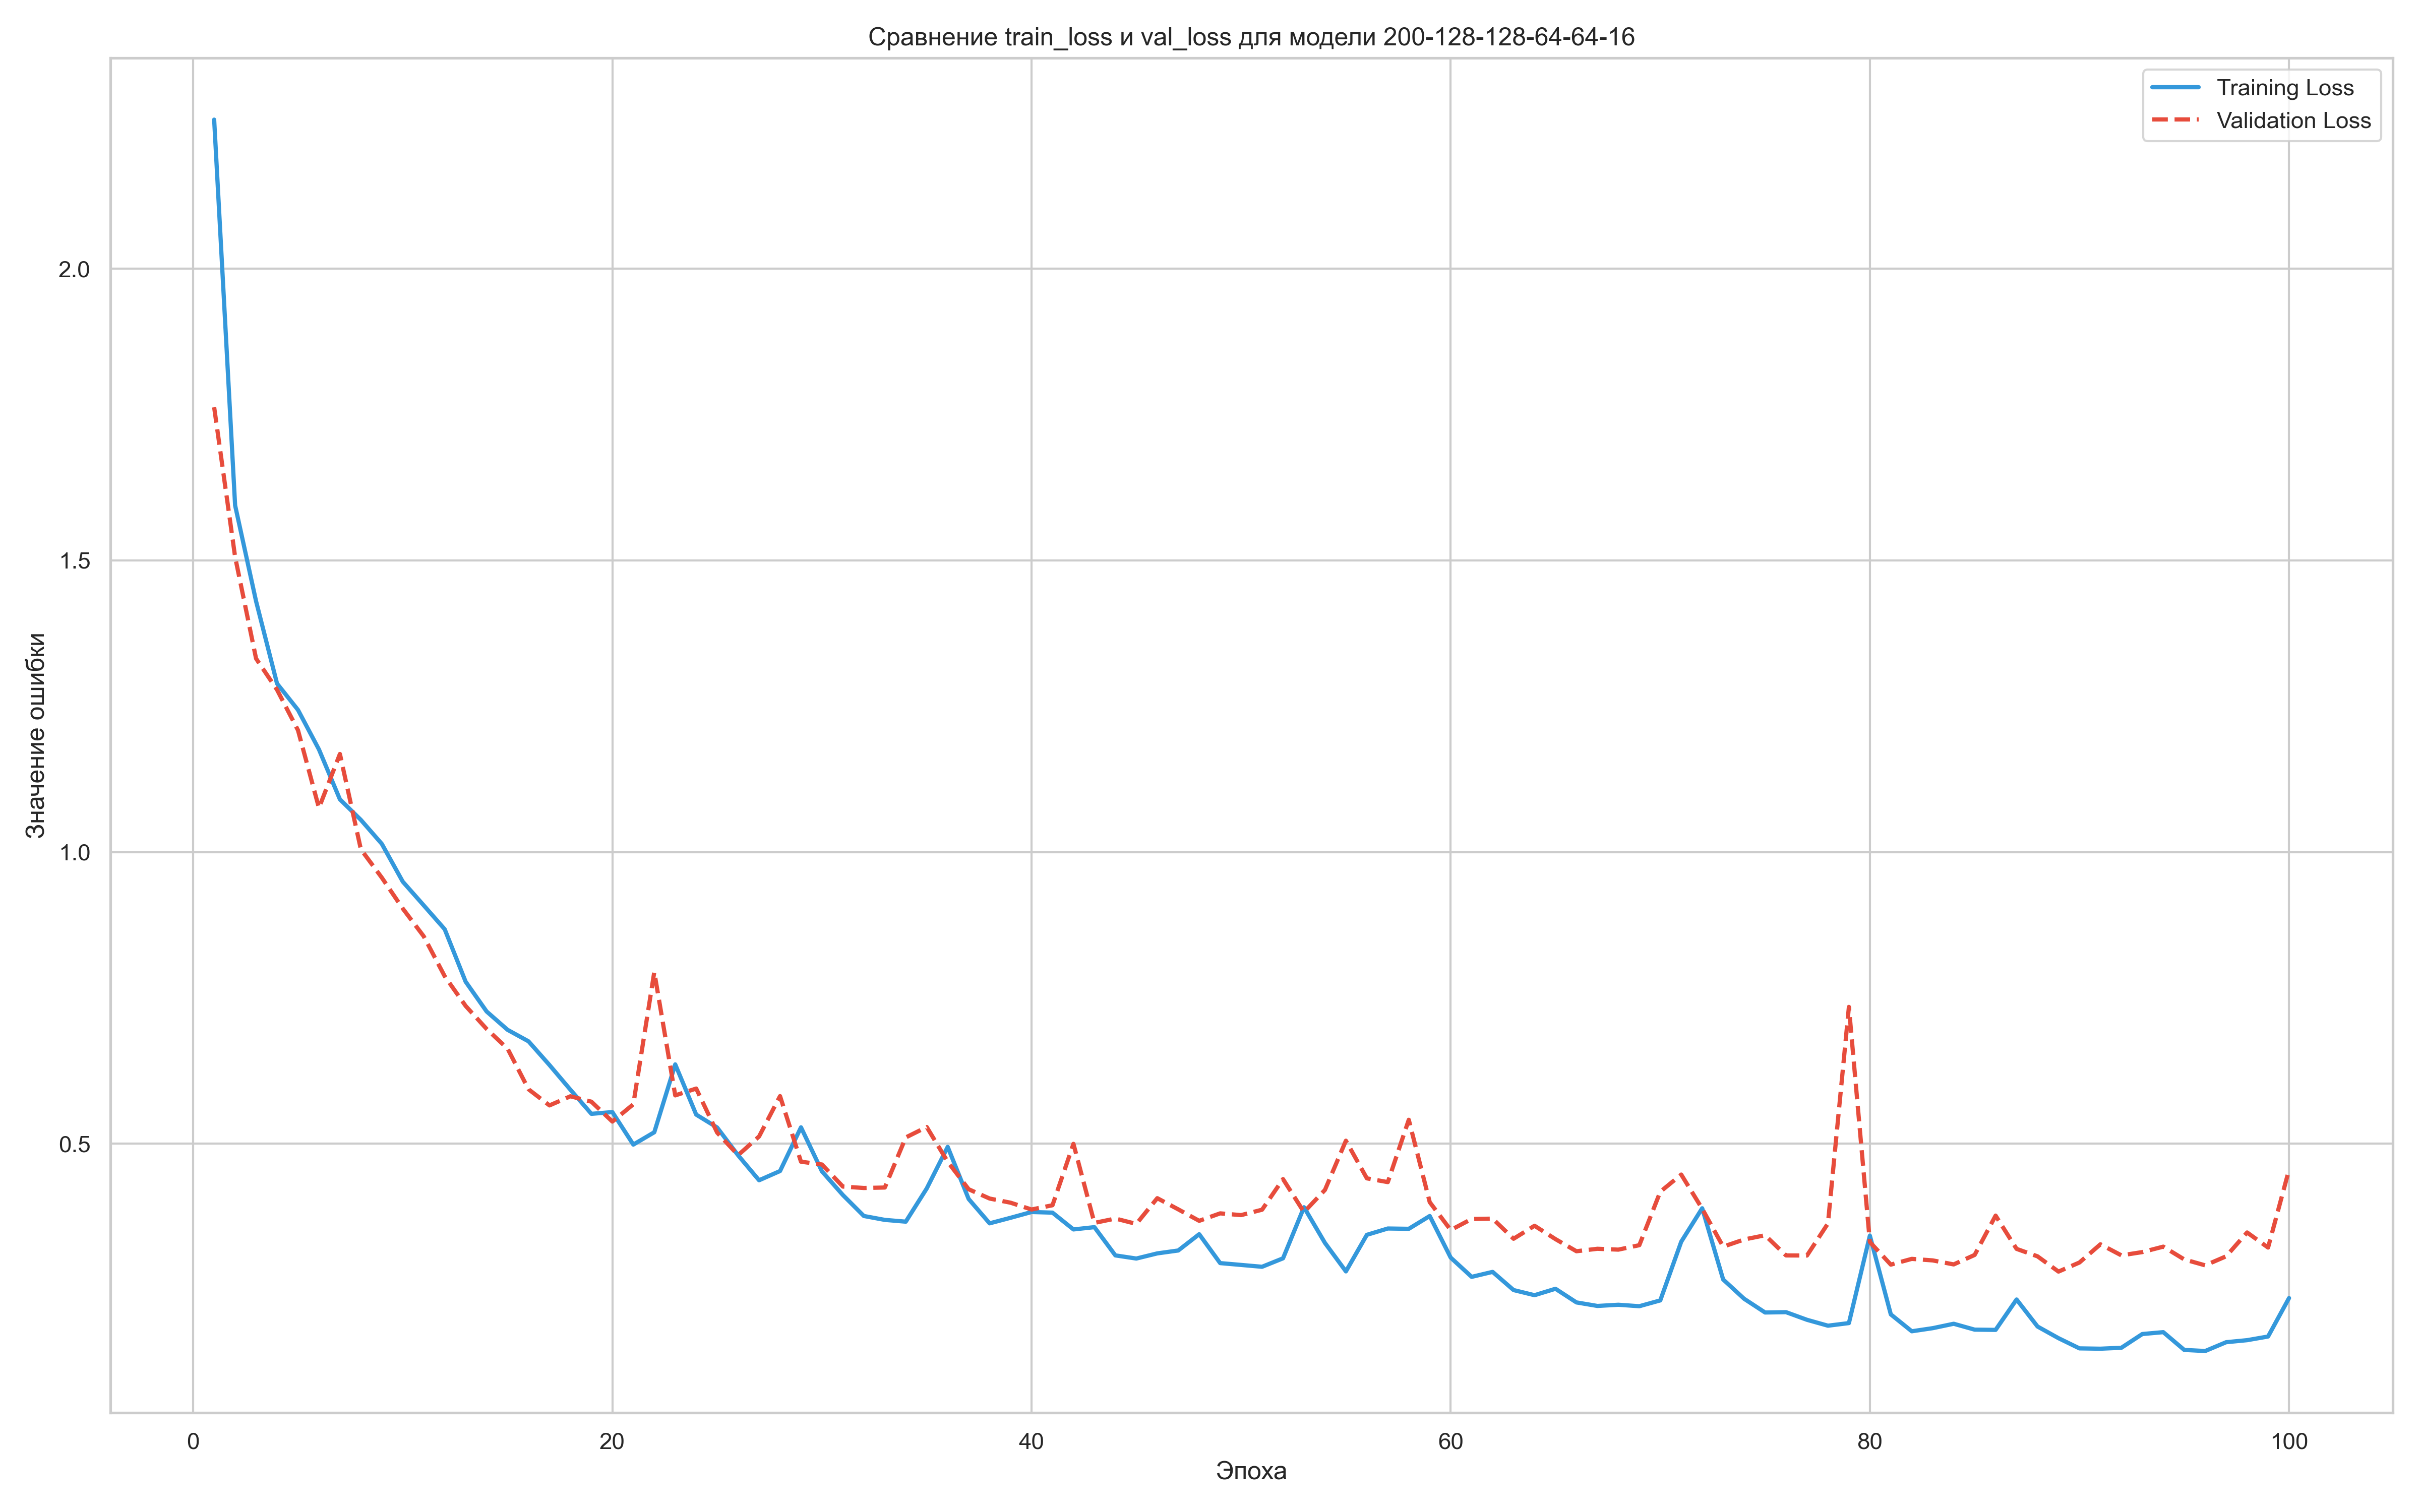 Сравнение train_loss и val_loss для модели 200-128-128-64-64-16
Training Loss
Validation Loss
Значение ошибки
2.0
1.5
1.0
0.5
0
20
40
60
80
100
Эпоха